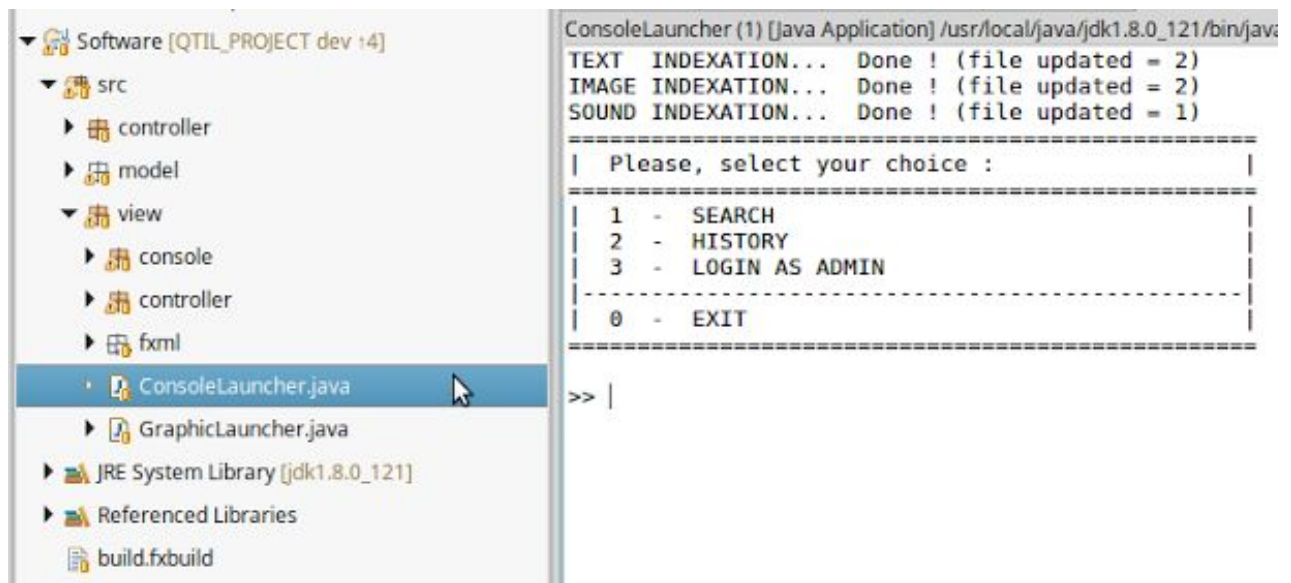 Software [QTIL_PROJECT dev ↑4]
src
controller
model
view
console
controller
fxml
ConsoleLauncher.java
GraphicLauncher.java
JRE System Library [jdk1.8.0_121]
Referenced Libraries
build.fxbuild
ConsoleLauncher (1) [Java Application] /usr/local/java/jdk1.8.0_121/bin/java
TEXT  INDEXATION...  Done ! (file updated = 2)
IMAGE INDEXATION...  Done ! (file updated = 2)
SOUND INDEXATION...  Done ! (file updated = 1)
==================================================
|  Please, select your choice :                  |
==================================================
|  1  -  SEARCH                                  |
|  2  -  HISTORY                                 |
|  3  -  LOGIN AS ADMIN                          |
|------------------------------------------------|
|  0  -  EXIT                                    |
==================================================
>>